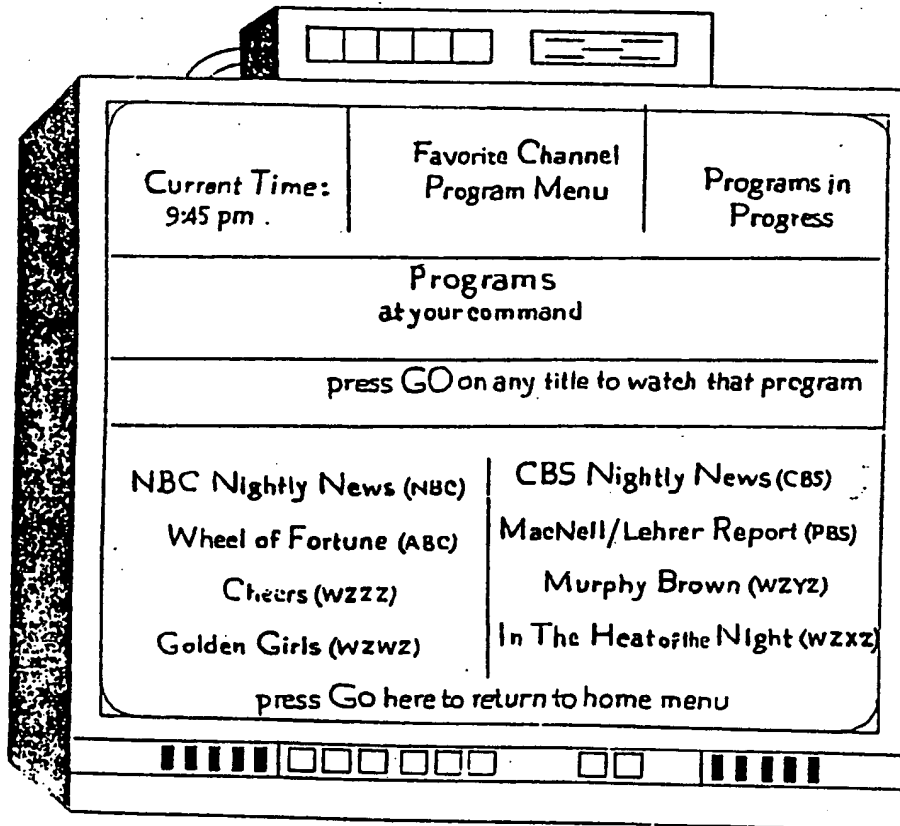 Current Time:
9:45 pm .
Favorite Channel
Program Menu
Programs in
Progress
Programs
at your command
press GO on any title to watch that program
NBC Nightly News (NBC)
Wheel of Fortune (ABC)
Cheers (WZZZ)
Golden Girls (WZWZ)
CBS Nightly News (CBS)
MacNell/Lehrer Report (PBS)
Murphy Brown (WZYZ)
In The Heat of the Night (WZXZ)
press Go here to return to home menu